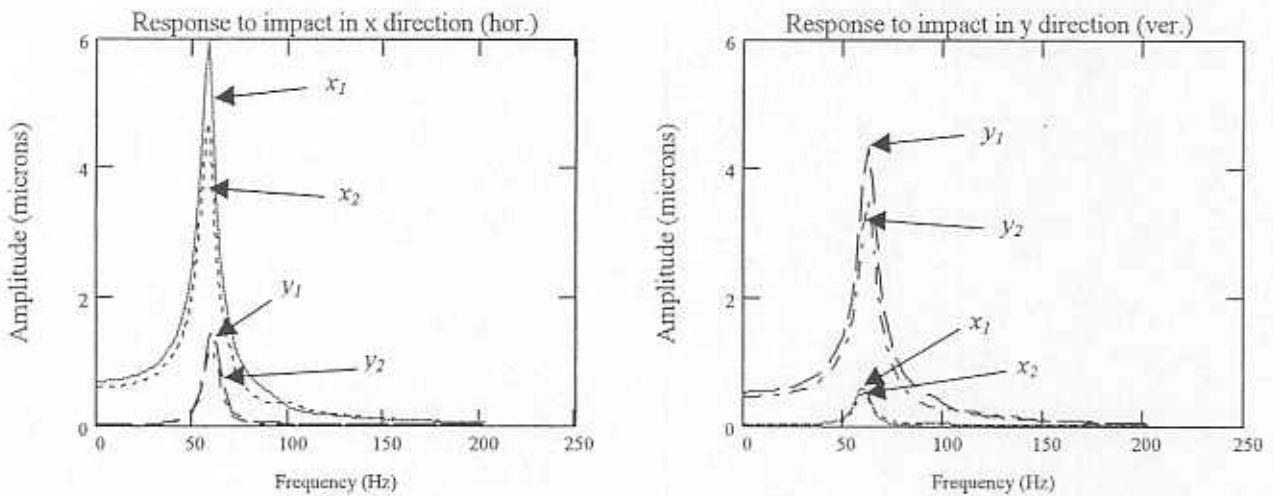 Response to impact in x direction (hor.)
6
4
2
0
Amplitude (microns)
x1
x2
y1
y2
0 50 100 150 200 250
Frequency (Hz)
Response to impact in y direction (ver.)
6
4
2
0
Amplitude (microns)
y1
y2
x1
x2
0 50 100 150 200 250
Frequency (Hz)